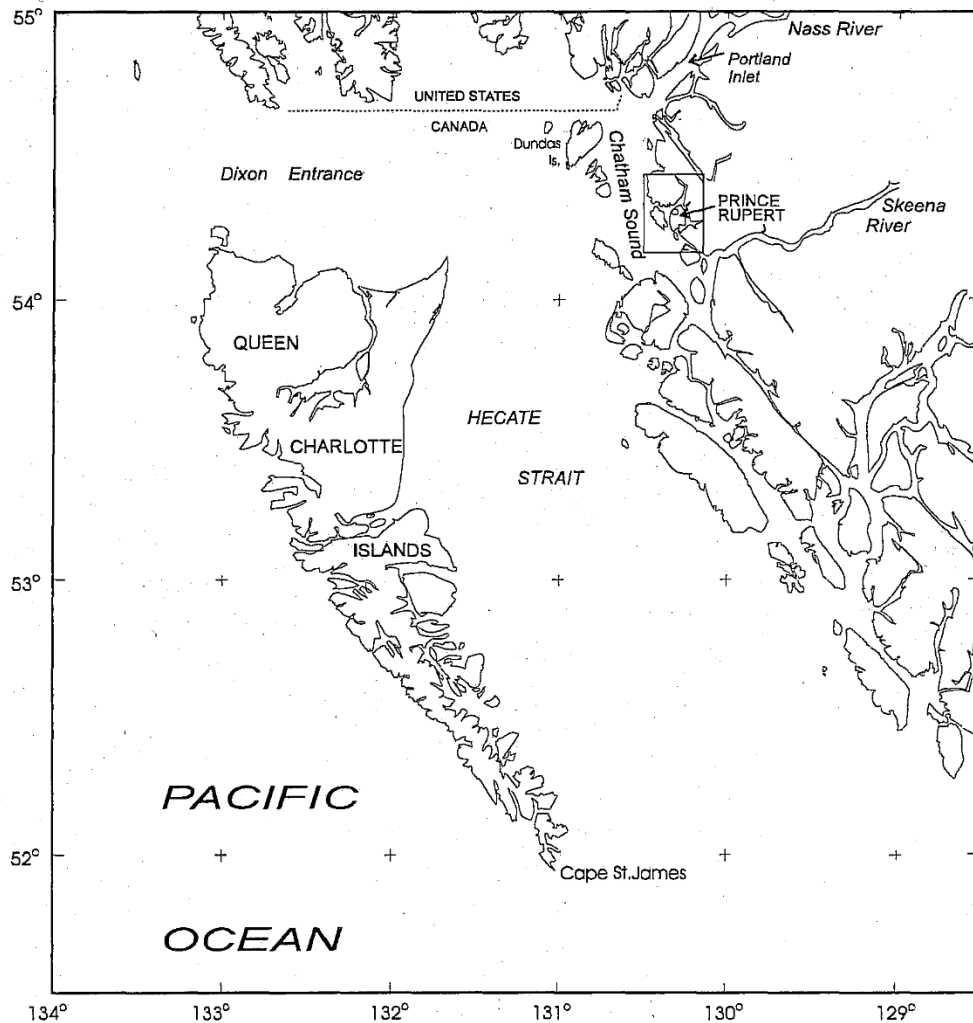 55°
Nass River
Portland
Inlet
UNITED STATES
CANADA
Dundas
Is.
Chatham Sound
Dixon Entrance
PRINCE
RUPERT
Skeena
River
54°
QUEEN
HECATE
CHARLOTTE
STRAIT
ISLANDS
53°
PACIFIC
52°
Cape St.James
OCEAN
134°
133°
132°
131°
130°
129°